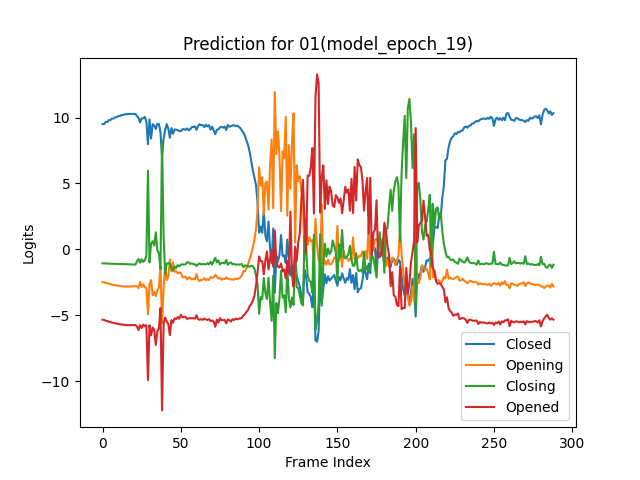 Prediction for 01(model_epoch_19)
Logits
10
5
0
−5
−10
0
50
100
150
200
250
300
Frame Index
Closed
Opening
Closing
Opened